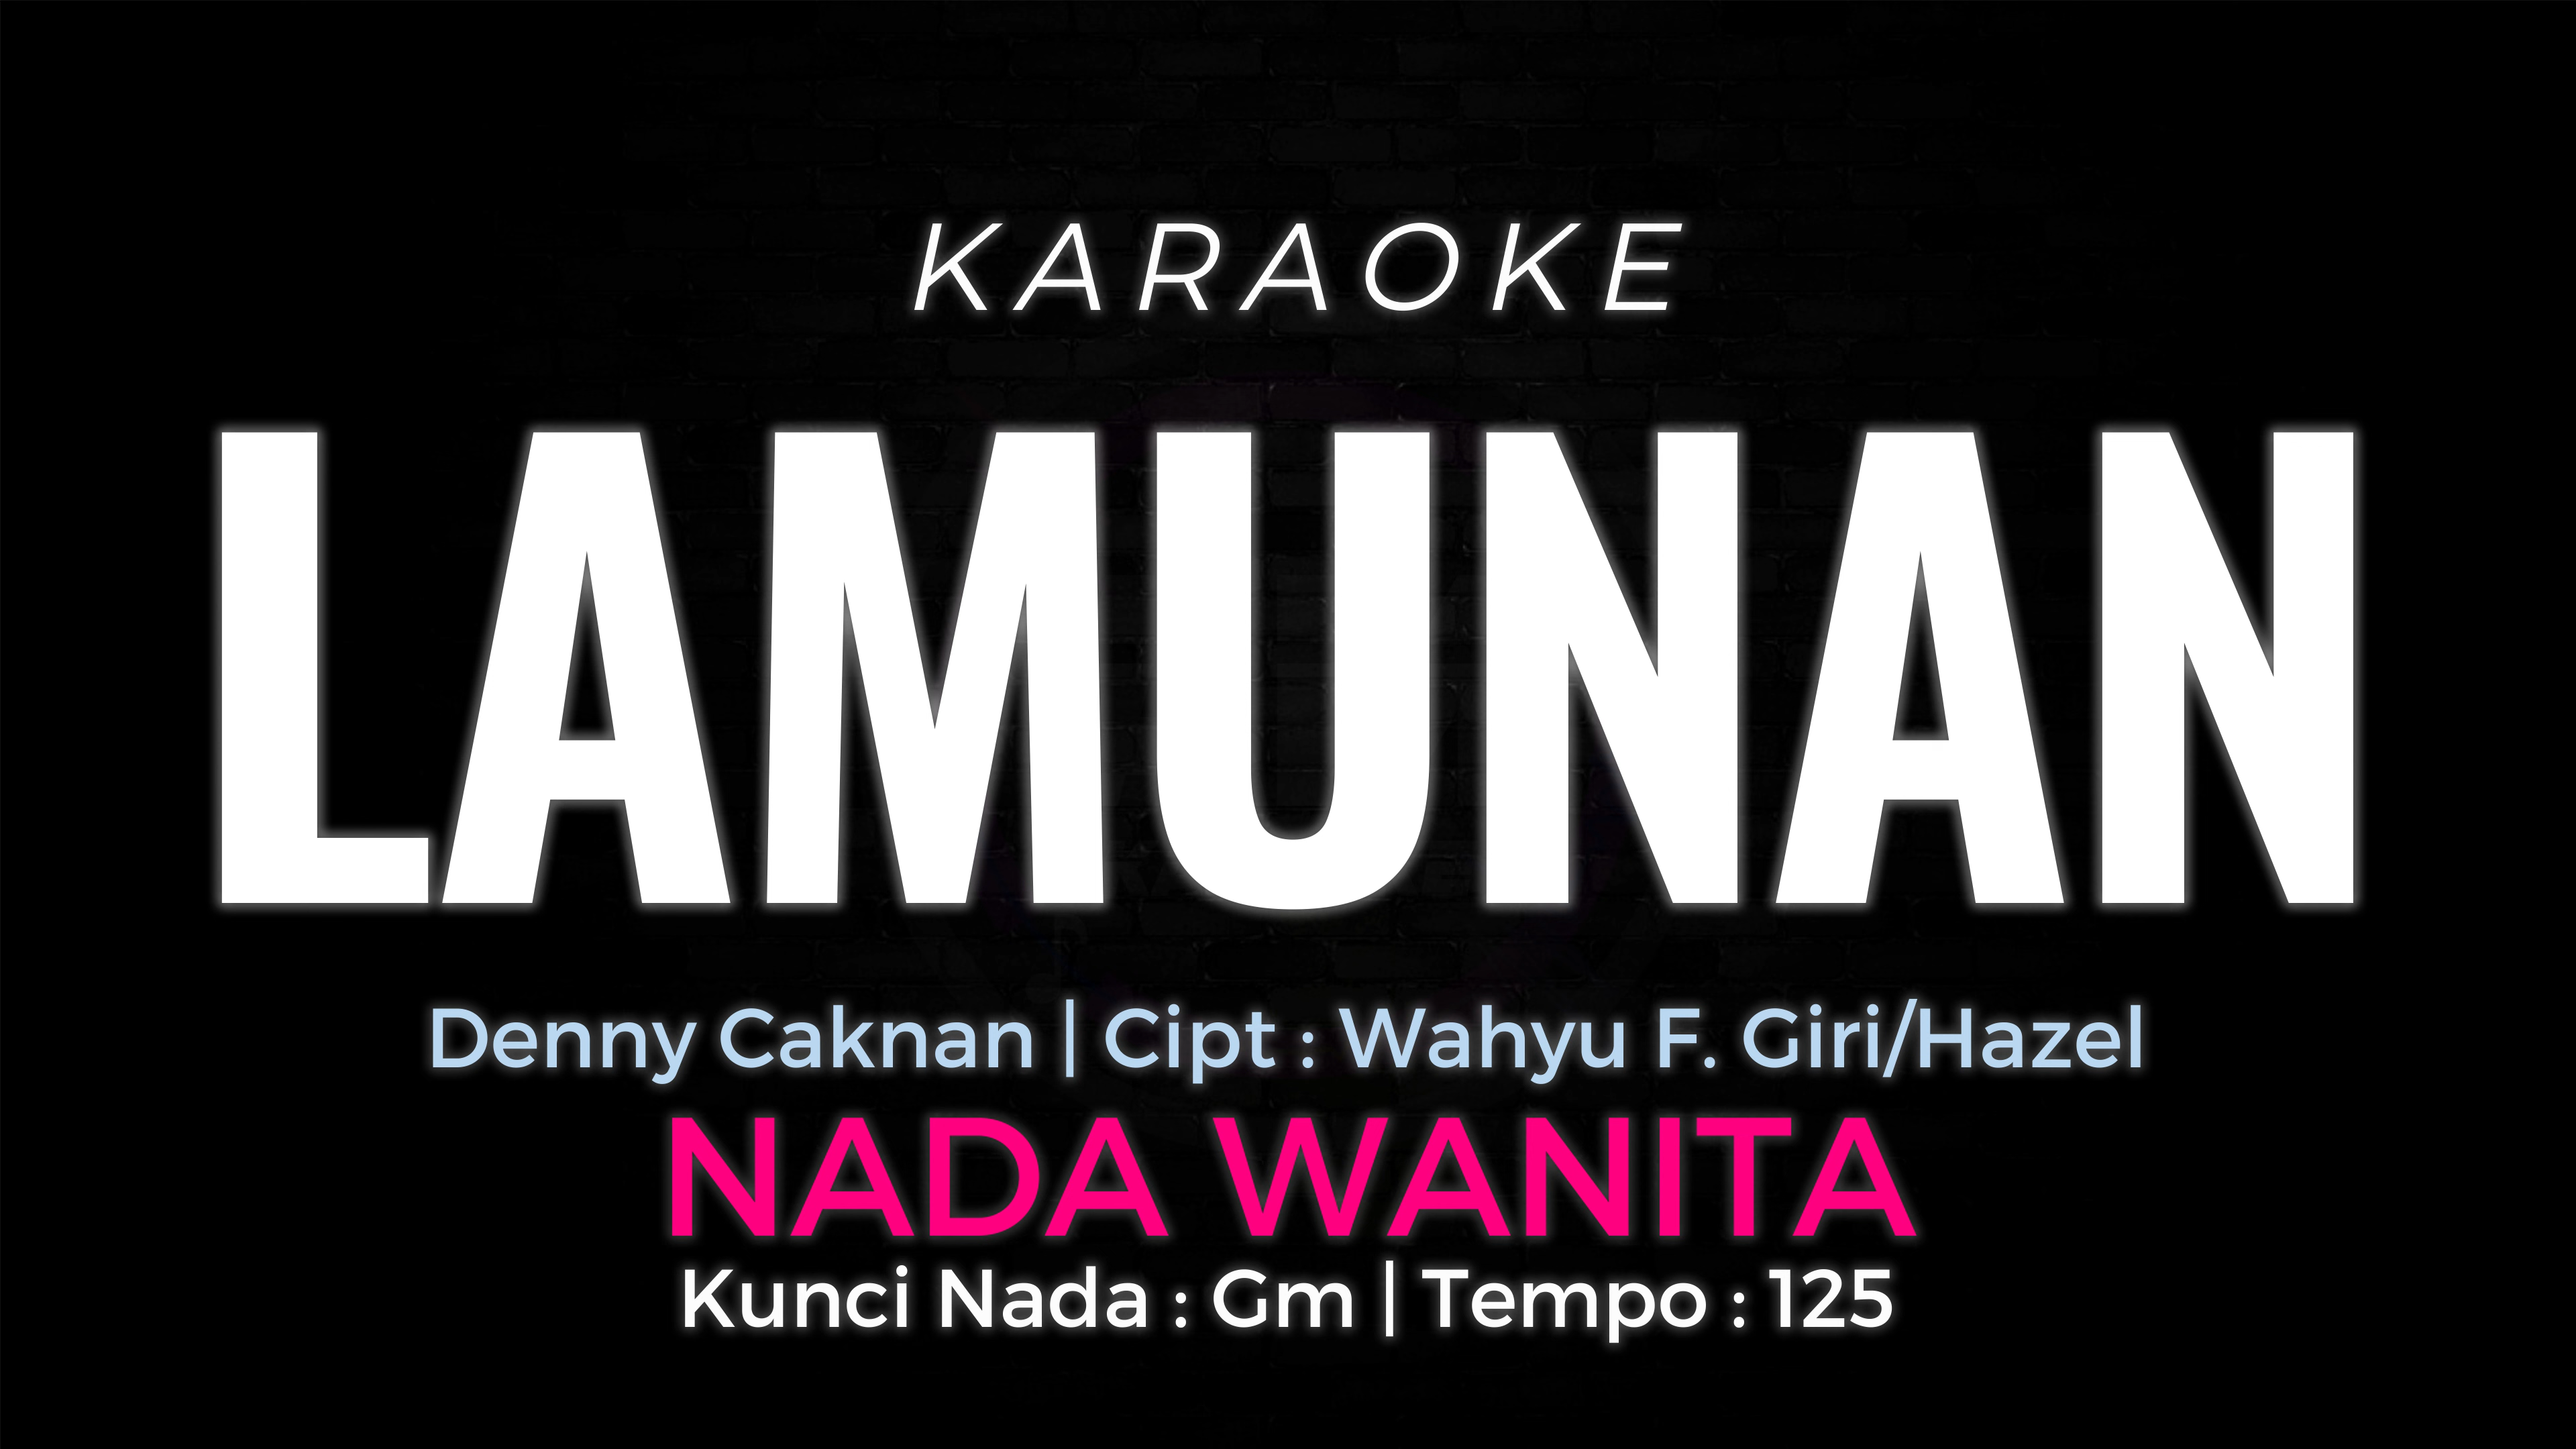 KARAOKE
LAMUNAN
Denny Caknan | Cipt : Wahyu F. Giri/Hazel
NADA WANITA
Kunci Nada : Gm | Tempo : 125